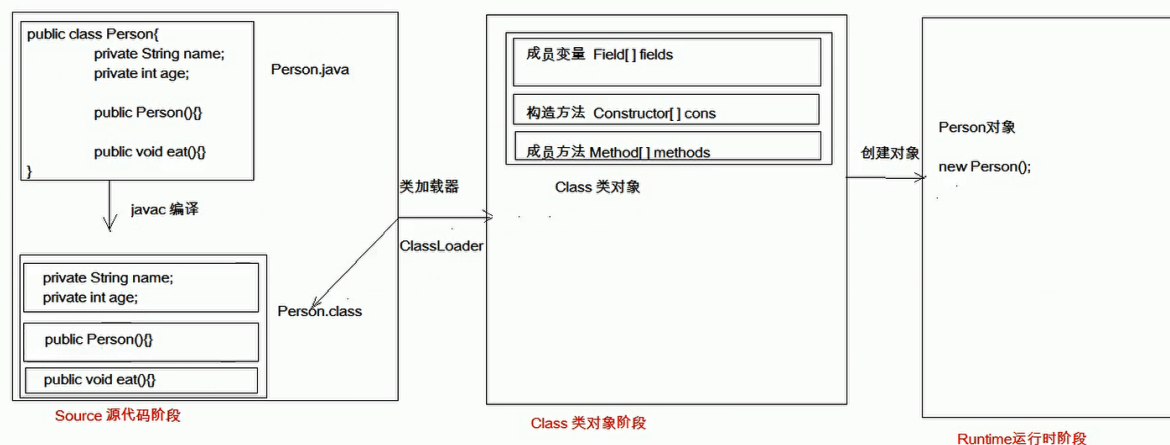 public class Person{
private String name;
private int age;
public Person(){}
public void eat(){}
}
Person.java
javac 编译
private String name;
private int age;
public Person(){}
public void eat(){}
Person.class
Source 源代码阶段
类加载器
ClassLoader
成员变量 Field[ ] fields
构造方法 Constructor[ ] cons
成员方法 Method[ ] methods
Class 类对象
Class 类对象阶段
创建对象
Person对象
new Person();
Runtime运行时阶段